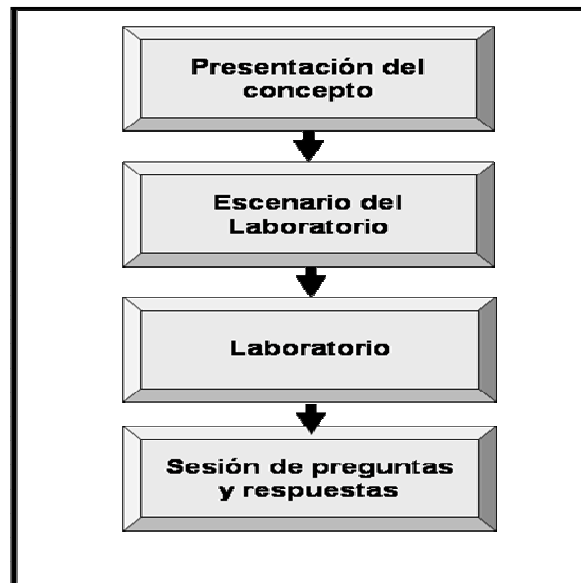 Presentación del
concepto
Escenario del
Laboratorio
Laboratorio
Sesión de preguntas
y respuestas